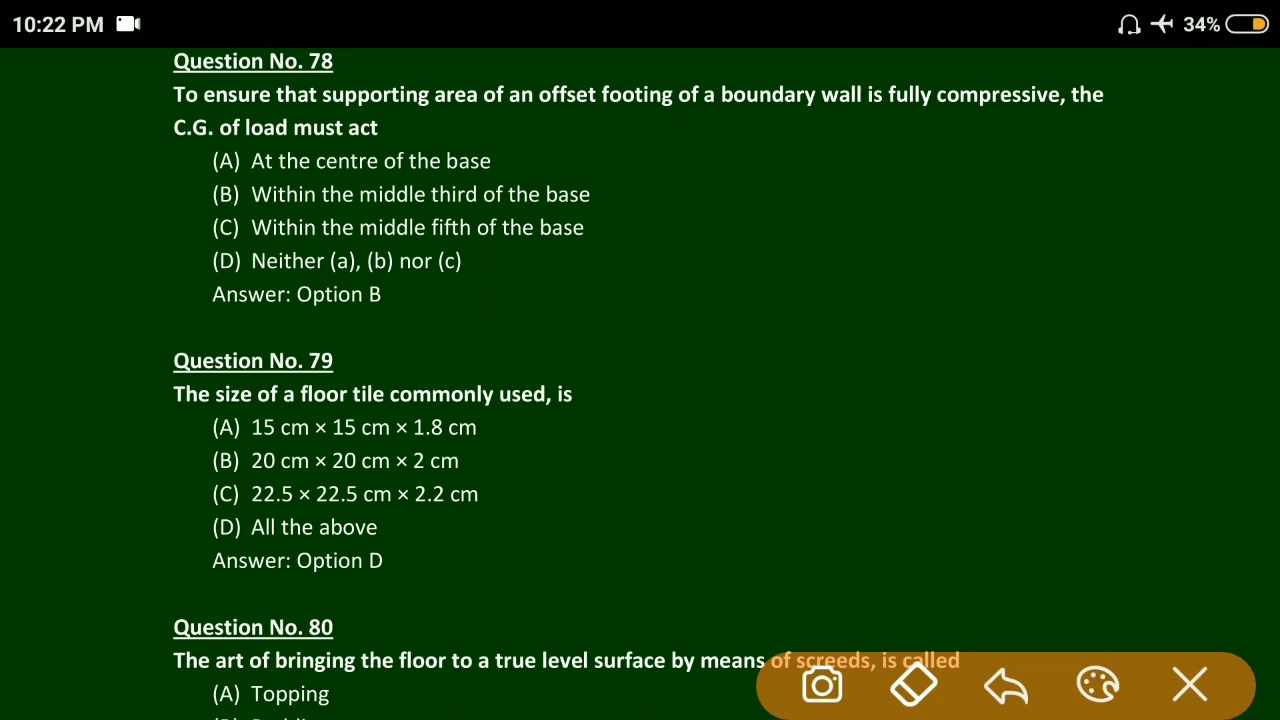 10:22 PM
34%
Question No. 78
To ensure that supporting area of an offset footing of a boundary wall is fully compressive, the
C.G. of load must act
(A) At the centre of the base
(B) Within the middle third of the base
(C) Within the middle fifth of the base
(D) Neither (a), (b) nor (c)
Answer: Option B
Question No. 79
The size of a floor tile commonly used, is
(A) 15 cm × 15 cm × 1.8 cm
(B) 20 cm × 20 cm × 2 cm
(C) 22.5 × 22.5 cm × 2.2 cm
(D) All the above
Answer: Option D
Question No. 80
The art of bringing the floor to a true level surface by means of screeds, is called
(A) Topping